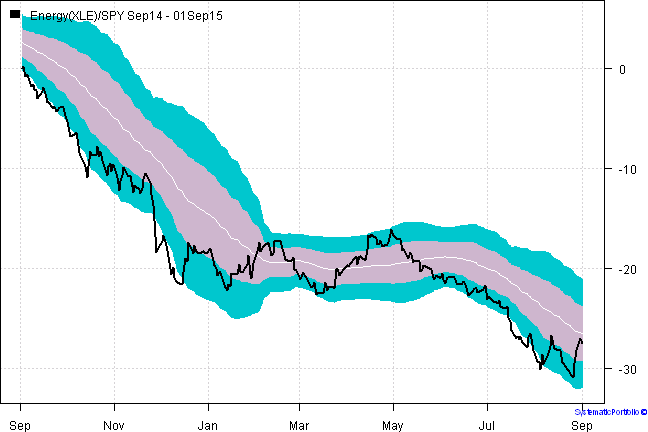 Energy(XLE)/SPY Sep14 - 01Sep15
0
-10
-20
-30
Sep Nov Jan Mar May Jul Sep
SystematicPortfolio ©